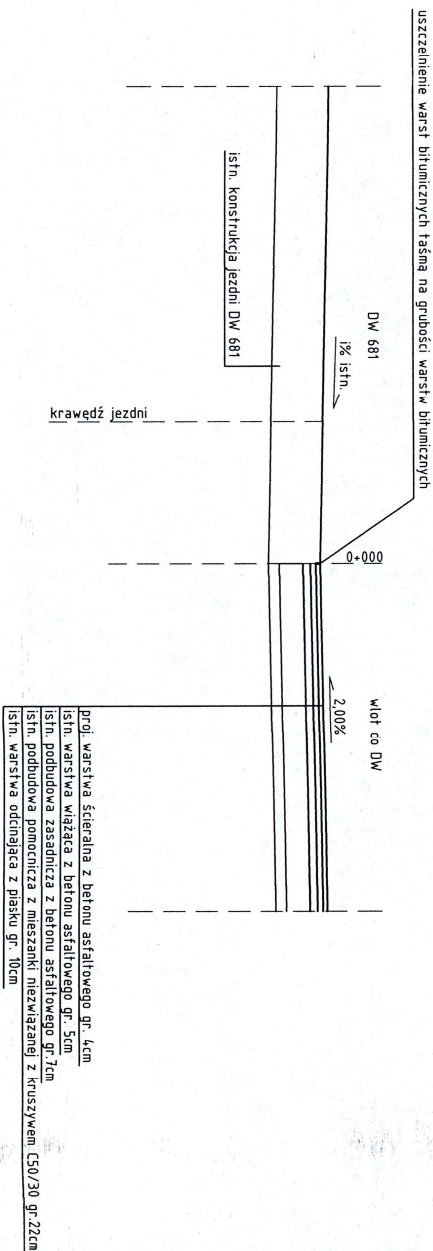 uszczelnienie warst bitumicznych taśmą na grubości warstw bitumicznych
DW 681
i% istn.
istn. konstrukcja jezdni DW 681
krawędź jezdni
0+000
wlot do DW
2,00%
proj. warstwa ścieralna z betonu asfaltowego gr. 4cm
istn. warstwa wiążąca z betonu asfaltowego gr. 5cm
istn. podbudowa zasadnicza z betonu asfaltowego gr.7cm
istn. podbudowa pomocnicza z mieszanki niezwiązanej z kruszywem C50/30 gr.22cm
istn. warstwa odcinająca z piasku gr. 10cm